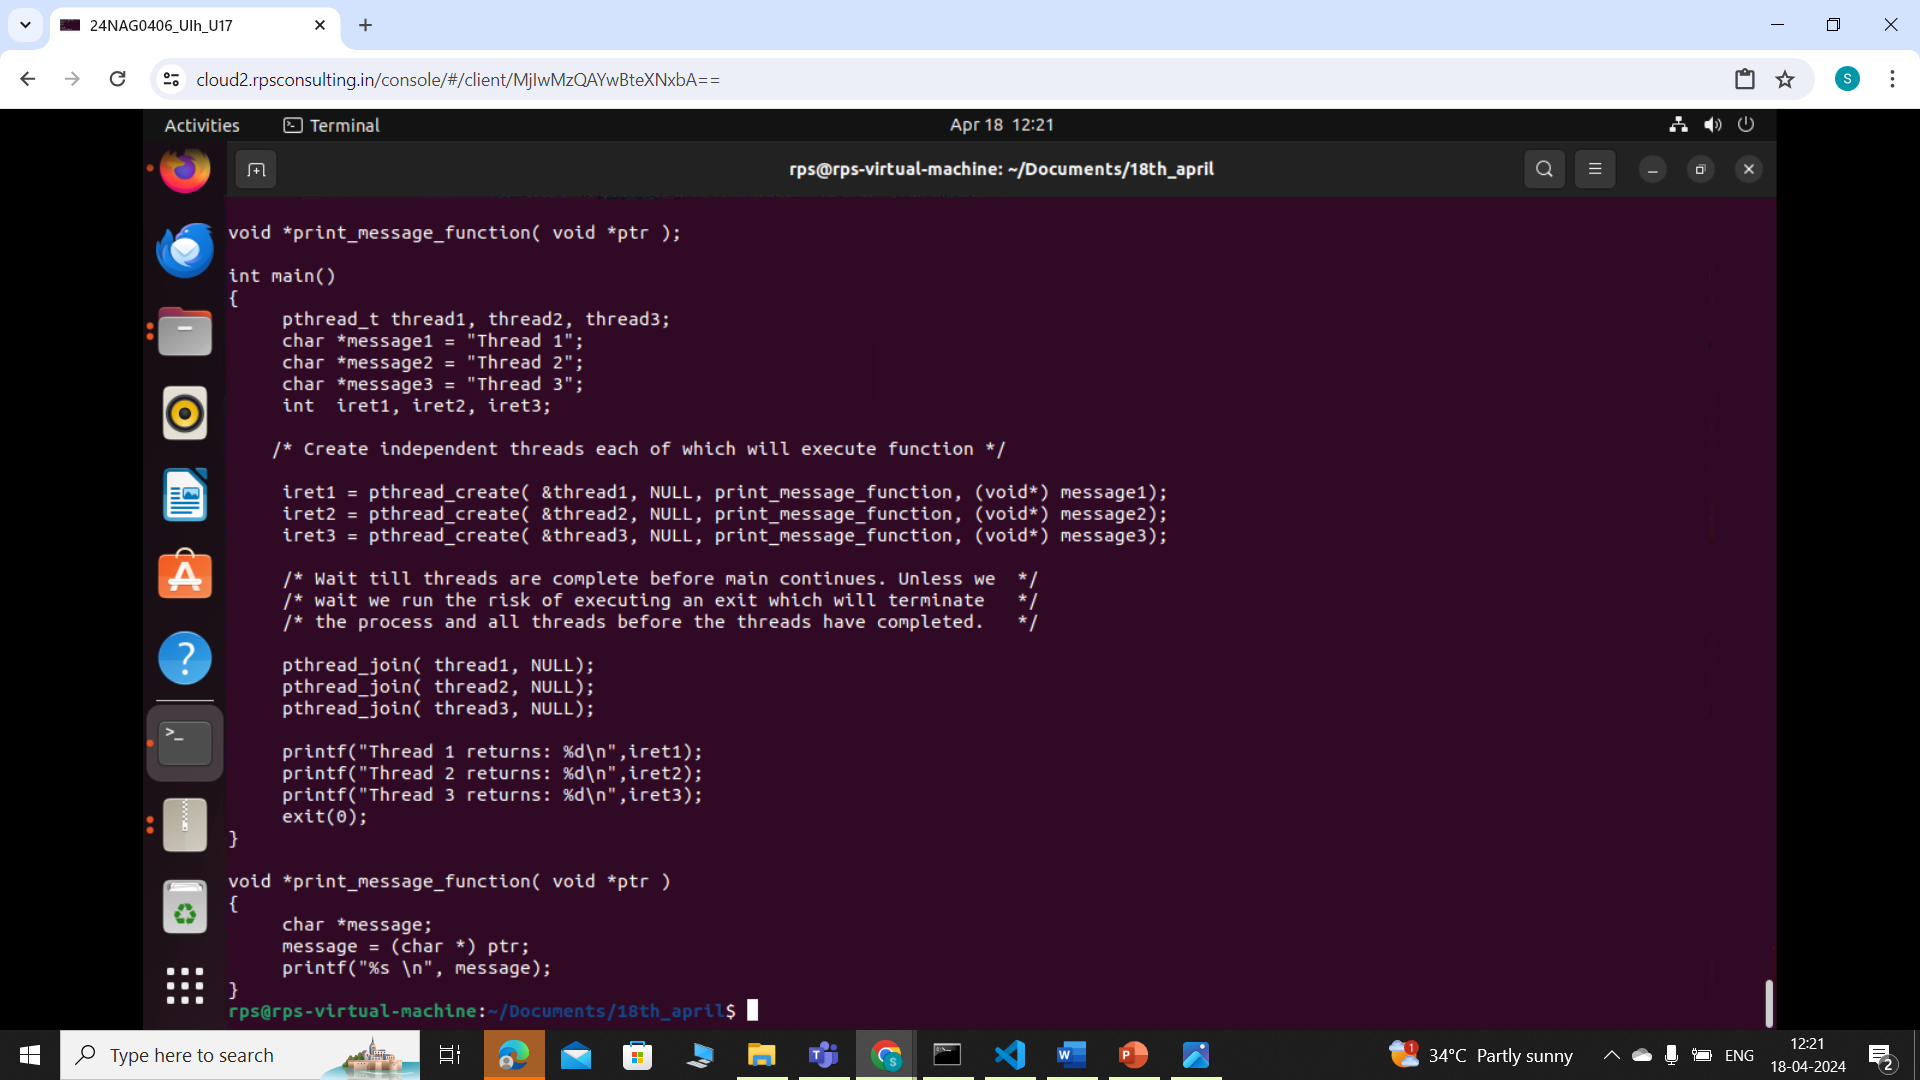 24NAG0406_Ulh_U17
cloud2.rpsconsulting.in/console/#/client/MjIwMzQAYwBteXNxbA==
S
Activities
Terminal
Apr 18 12:21
rps@rps-virtual-machine: ~/Documents/18th_april
void *print_message_function( void *ptr );
int main()
{
pthread_t thread1, thread2, thread3;
char *message1 = "Thread 1";
char *message2 = "Thread 2";
char *message3 = "Thread 3";
int  iret1, iret2, iret3;
/* Create independent threads each of which will execute function */
iret1 = pthread_create( &thread1, NULL, print_message_function, (void*) message1);
iret2 = pthread_create( &thread2, NULL, print_message_function, (void*) message2);
iret3 = pthread_create( &thread3, NULL, print_message_function, (void*) message3);
/* Wait till threads are complete before main continues. Unless we  */
/* wait we run the risk of executing an exit which will terminate   */
/* the process and all threads before the threads have completed.   */
pthread_join( thread1, NULL);
pthread_join( thread2, NULL);
pthread_join( thread3, NULL);
printf("Thread 1 returns: %d\n",iret1);
printf("Thread 2 returns: %d\n",iret2);
printf("Thread 3 returns: %d\n",iret3);
exit(0);
}
void *print_message_function( void *ptr )
{
char *message;
message = (char *) ptr;
printf("%s \n", message);
}
rps@rps-virtual-machine:~/Documents/18th_april$
Type here to search
34°C Partly sunny
ENG
12:21
18-04-2024
2